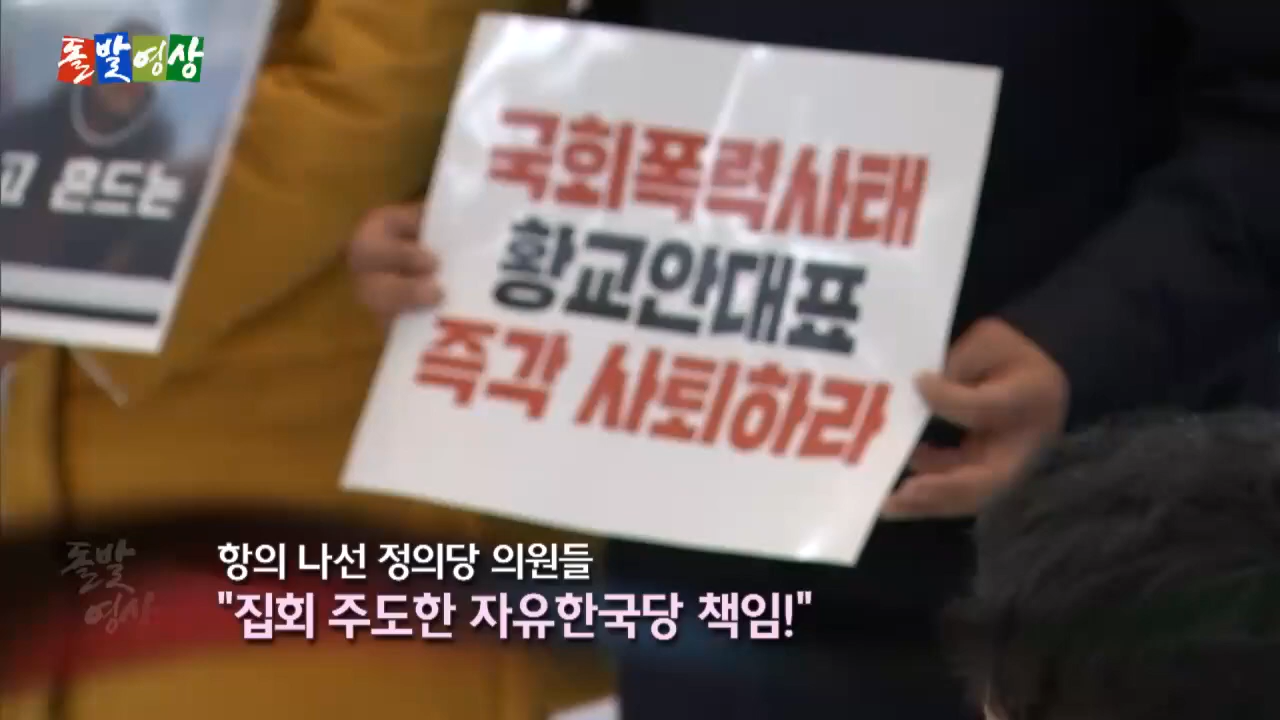 돌발영상
고 흔드는
국회폭력사태
황교안대표
즉각 사퇴하라
돌발
영상
항의 나선 정의당 의원들
"집회 주도한 자유한국당 책임!"